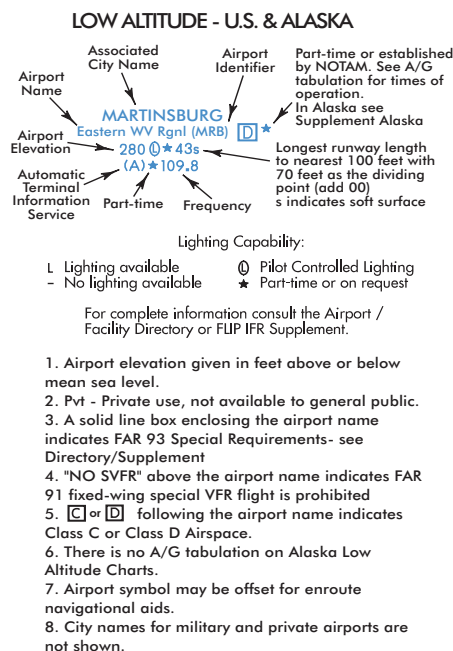 LOW ALTITUDE - U.S. & ALASKA
Associated
City Name
Airport
Identifier
Part-time or established
by NOTAM. See A/G
tabulation for times of
operation.
In Alaska see
Supplement Alaska
Airport
Name
MARTINSBURG
Eastern WV Rgnl (MRB) D ★
280 Ⓛ ★ 43s
(A) ★ 109.8
Airport
Elevation
Longest runway length
to nearest 100 feet with
70 feet as the dividing
point (add 00)
s indicates soft surface
Automatic
Terminal
Information
Service
Part-time
Frequency
Lighting Capability:
L Lighting available
Ⓛ Pilot Controlled Lighting
– No lighting available
★ Part-time or on request
For complete information consult the Airport /
Facility Directory or FLIP IFR Supplement.
1. Airport elevation given in feet above or below
mean sea level.
2. Pvt - Private use, not available to general public.
3. A solid line box enclosing the airport name
indicates FAR 93 Special Requirements- see
Directory/Supplement
4. "NO SVFR" above the airport name indicates FAR
91 fixed-wing special VFR flight is prohibited
5. C or D following the airport name indicates
Class C or Class D Airspace.
6. There is no A/G tabulation on Alaska Low
Altitude Charts.
7. Airport symbol may be offset for enroute
navigational aids.
8. City names for military and private airports are
not shown.